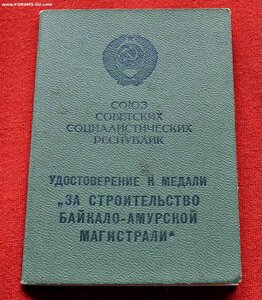 www.FORUMS-SU.com
СОЮЗ
СОВЕТСКИХ
СОЦИАЛИСТИЧЕСКИХ
РЕСПУБЛИК
УДОСТОВЕРЕНИЕ К МЕДАЛИ
„ЗА СТРОИТЕЛЬСТВО
БАЙКАЛО-АМУРСКОЙ
МАГИСТРАЛИ“